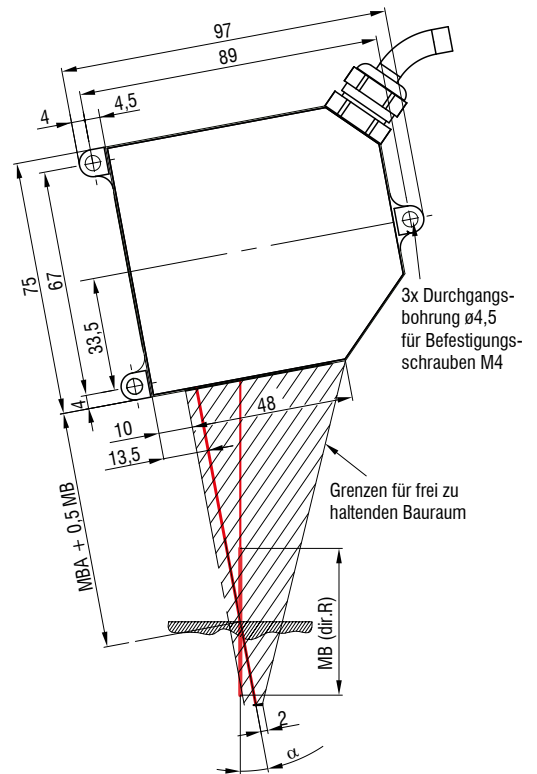 97
89
4
4,5
75
67
33,5
4
3x Durchgangs-
bohrung ø4,5
für Befestigungs-
schrauben M4
10
48
13,5
MBA + 0,5 MB
Grenzen für frei zu
haltenden Bauraum
MB (dir.R)
2
α